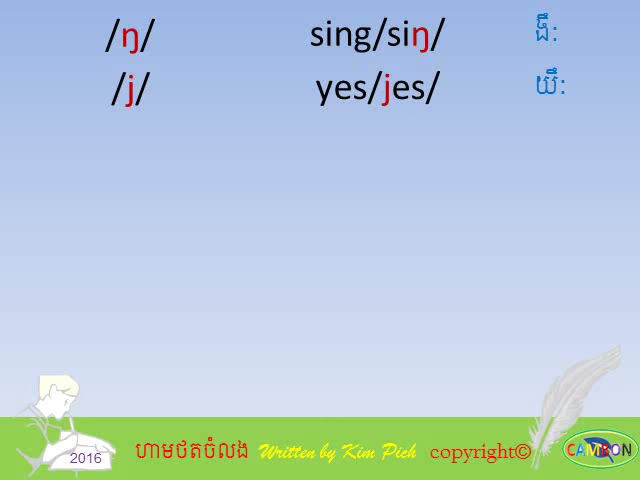 /ŋ/ sing/siŋ/ ងឹះ
/j/ yes/jes/ យឹះ
2016 ហាមថតចំលង Written by Kim Pich copyright© CAMBON